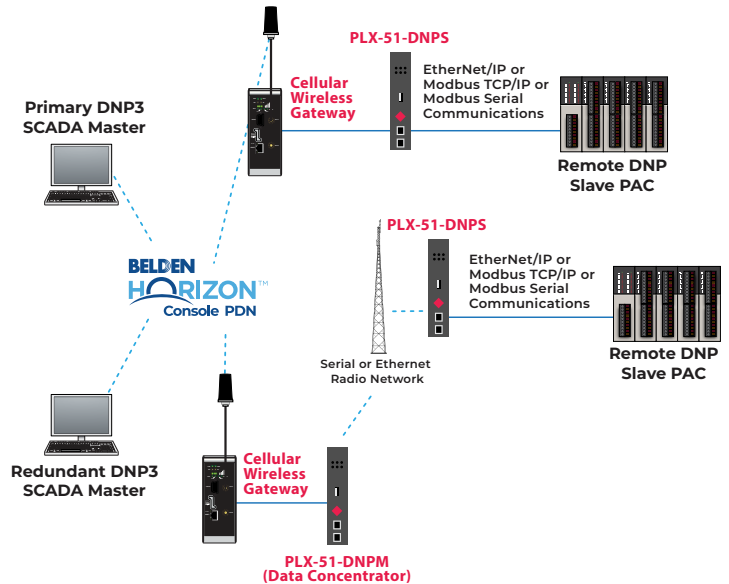 PLX-51-DNPS
Cellular
Wireless
Gateway
EtherNet/IP or
Modbus TCP/IP or
Modbus Serial
Communications
Primary DNP3
SCADA Master
Remote DNP
Slave PAC
PLX-51-DNPS
EtherNet/IP or
Modbus TCP/IP or
Modbus Serial
Communications
BELDEN
HORIZON™
Console PDN
Remote DNP
Slave PAC
Serial or Ethernet
Radio Network
Redundant DNP3
SCADA Master
Cellular
Wireless
Gateway
PLX-51-DNPM
(Data Concentrator)